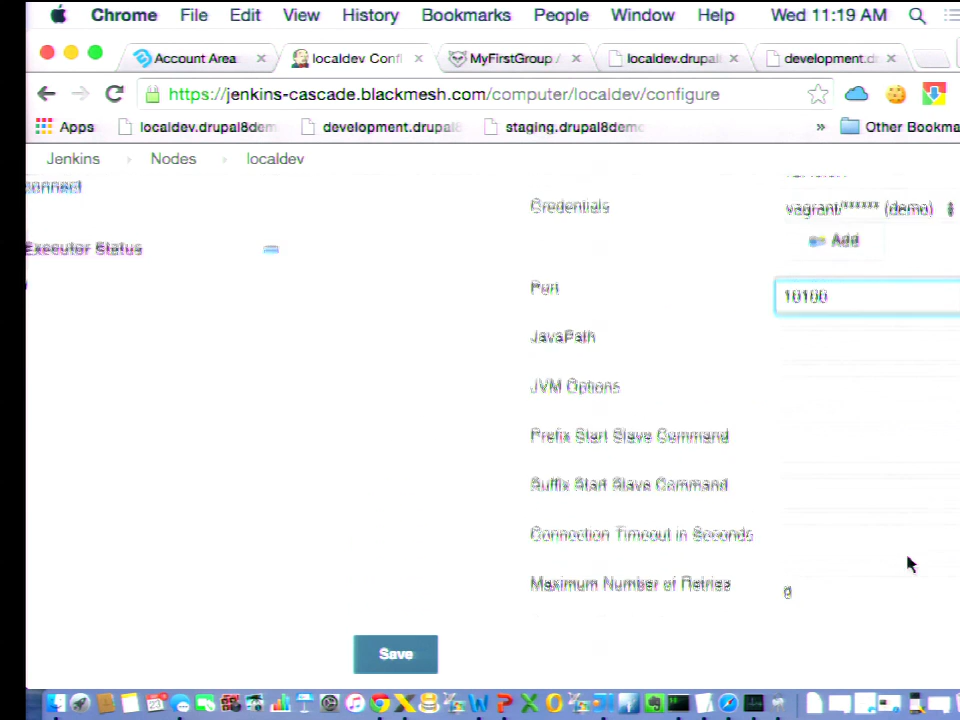 Chrome File Edit View History Bookmarks People Window Help Wed 11:19 AM
Account Area localdev Confi MyFirstGroup / localdev.drupal development.d
https://jenkins-cascade.blackmesh.com/computer/localdev/configure
Apps localdev.drupal8dem development.drupal staging.drupal8demo » Other Bookma
Jenkins Nodes localdev
connect
Credentials
vagrant/****** (demo)
Add
Executor Status
Port
10100
JavaPath
JVM Options
Prefix Start Slave Command
Suffix Start Slave Command
Connection Timeout in Seconds
Maximum Number of Retries
Save